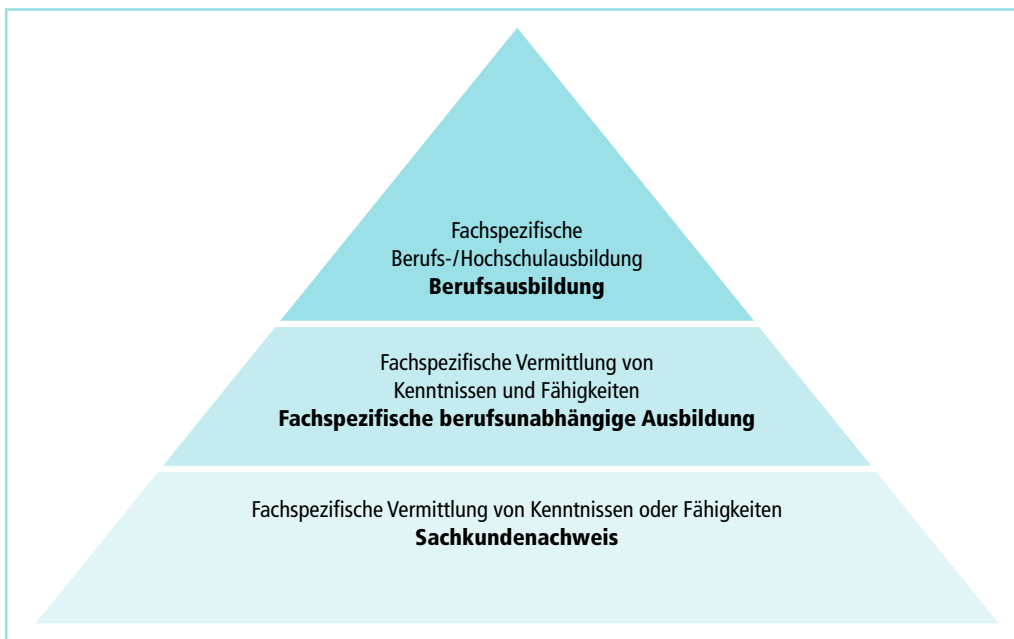 Fachspezifische
Berufs-/Hochschulausbildung
Berufsausbildung
Fachspezifische Vermittlung von
Kenntnissen und Fähigkeiten
Fachspezifische berufsunabhängige Ausbildung
Fachspezifische Vermittlung von Kenntnissen oder Fähigkeiten
Sachkundenachweis